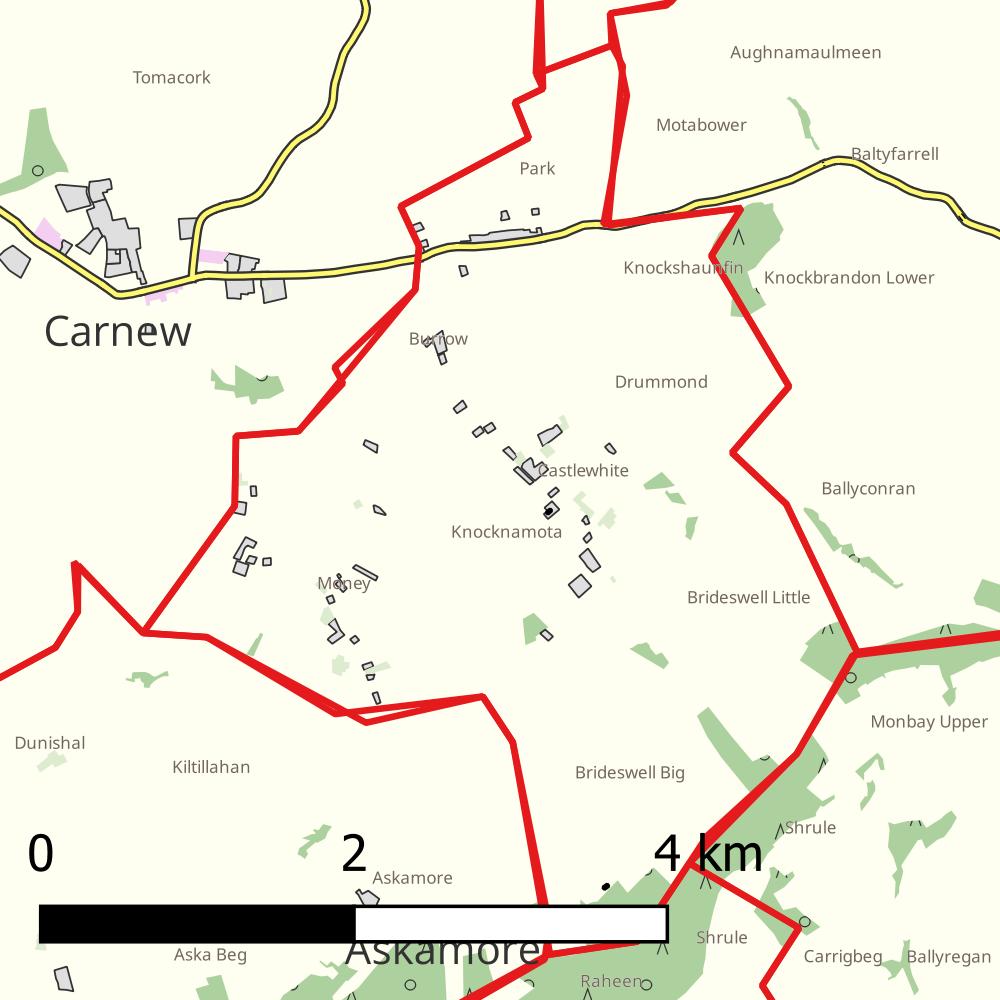 Aughnamaulmeen
Tomacork
Motabower
Baltyfarrell
Park
Knockshaunfin
Knockbrandon Lower
Carnew
Burrow
Drummond
Castlewhite
Ballyconran
Knocknamota
Money
Brideswell Little
Monbay Upper
Dunishal
Kiltillahan
Brideswell Big
Shrule
0 2 4 km
Askamore
Shrule
Aska Beg
Askamore
Carrigbeg
Ballyregan
Raheen